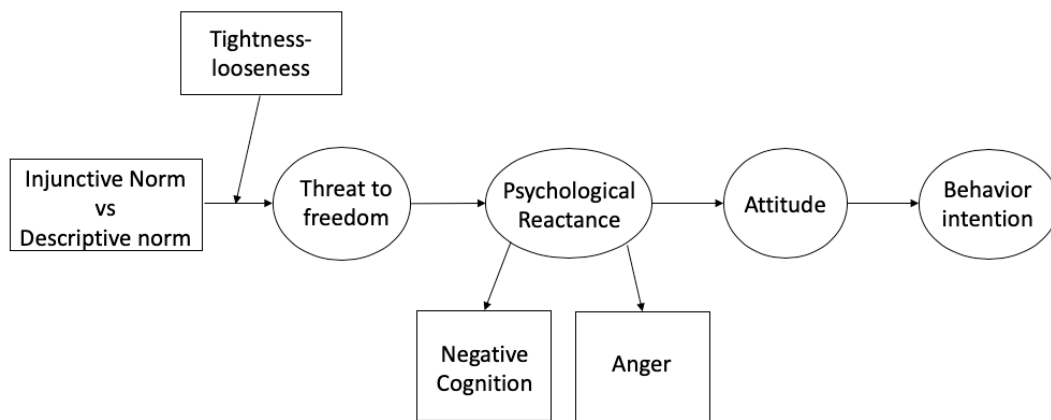 Tightness-
looseness
Injunctive Norm
vs
Descriptive norm
Threat to
freedom
Psychological
Reactance
Attitude
Behavior
intention
Negative
Cognition
Anger